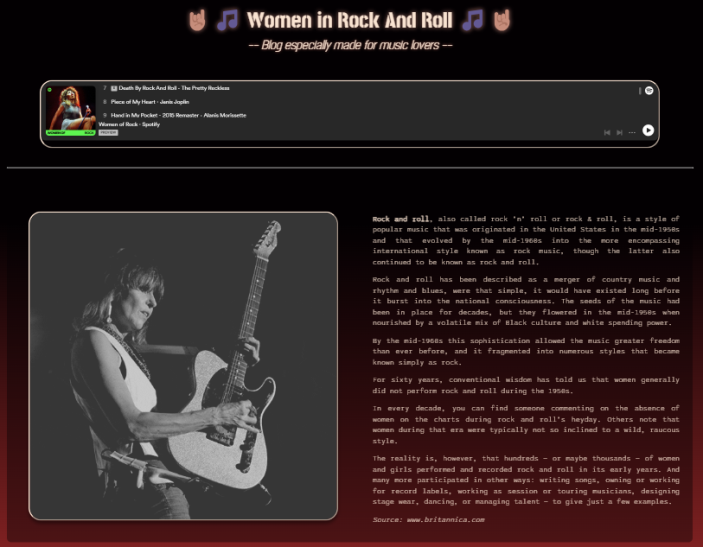 Women in Rock And Roll
-- Blog especially made for music lovers --
7 E Death By Rock And Roll - The Pretty Reckless
8 Piece of My Heart - Janis Joplin
9 Hand in My Pocket - 2015 Remaster - Alanis Morissette
Women of Rock · Spotify
PREVIEW
WOMEN OF ROCK
Rock and roll, also called rock 'n' roll or rock & roll, is a style of
popular music that was originated in the United States in the mid-1950s
and that evolved by the mid-1960s into the more encompassing
international style known as rock music, though the latter also
continued to be known as rock and roll.
Rock and roll has been described as a merger of country music and
rhythm and blues, were that simple, it would have existed long before
it burst into the national consciousness. The seeds of the music had
been in place for decades, but they flowered in the mid-1950s when
nourished by a volatile mix of Black culture and white spending power.
By the mid-1960s this sophistication allowed the music greater freedom
than ever before, and it fragmented into numerous styles that became
known simply as rock.
For sixty years, conventional wisdom has told us that women generally
did not perform rock and roll during the 1950s.
In every decade, you can find someone commenting on the absence of
women on the charts during rock and roll's heyday. Others note that
women during that era were typically not so inclined to a wild, raucous
style.
The reality is, however, that hundreds – or maybe thousands – of women
and girls performed and recorded rock and roll in its early years. And
many more participated in other ways: writing songs, owning or working
for record labels, working as session or touring musicians, designing
stage wear, dancing, or managing talent – to give just a few examples.
Source: www.britannica.com